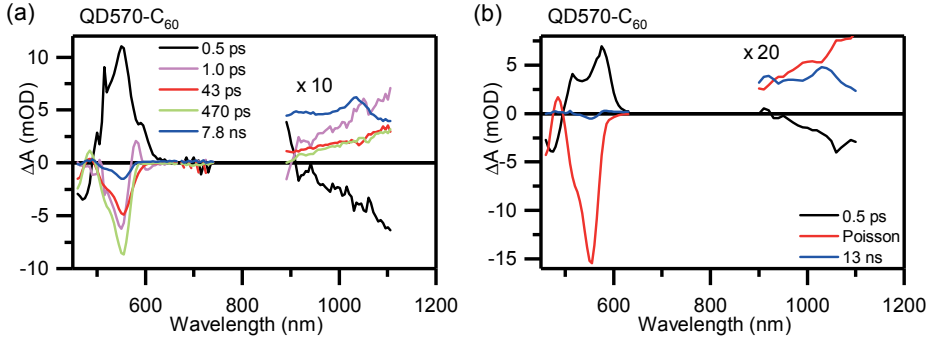 (a)
QD570-C60
0.5 ps
1.0 ps
43 ps
470 ps
7.8 ns
x 10
ΔA (mOD)
10
5
0
-5
-10
600
800
1000
1200
Wavelength (nm)
(b)
QD570-C60
x 20
0.5 ps
Poisson
13 ns
ΔA (mOD)
5
0
-5
-10
-15
600
800
1000
1200
Wavelength (nm)